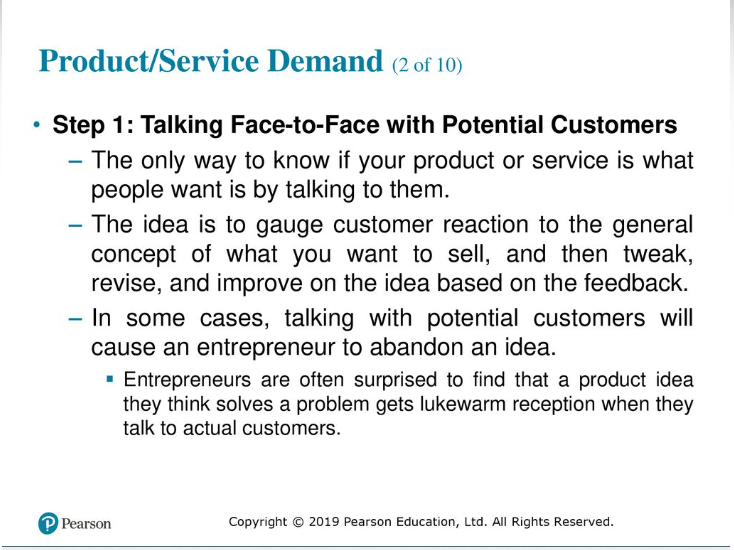 Product/Service Demand (2 of 10)
• Step 1: Talking Face-to-Face with Potential Customers
– The only way to know if your product or service is what
people want is by talking to them.
– The idea is to gauge customer reaction to the general
concept of what you want to sell, and then tweak,
revise, and improve on the idea based on the feedback.
– In some cases, talking with potential customers will
cause an entrepreneur to abandon an idea.
▪ Entrepreneurs are often surprised to find that a product idea
they think solves a problem gets lukewarm reception when they
talk to actual customers.
P Pearson
Copyright © 2019 Pearson Education, Ltd. All Rights Reserved.